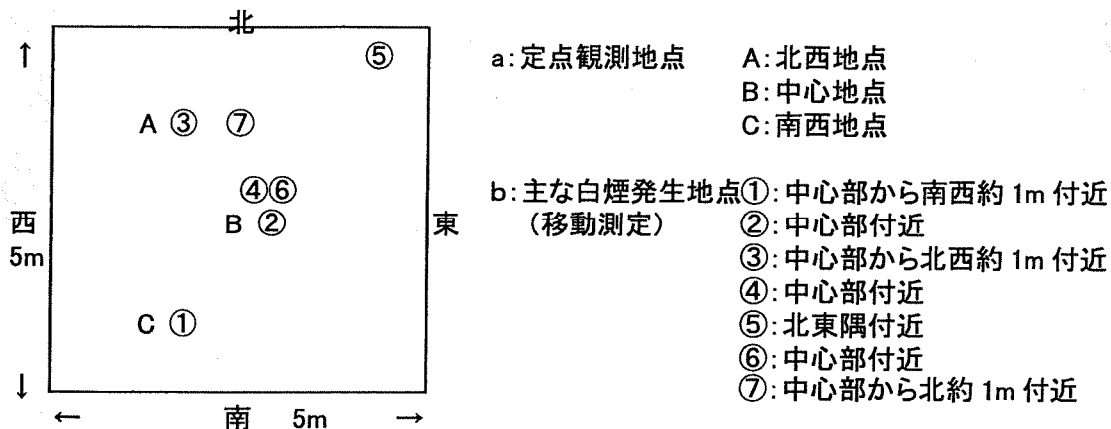 北
↑ ⑤
A ③ ⑦
④⑥
西 B ② 東
5m
C ①
↓
← 南 5m →
a:定点観測地点 A:北西地点
B:中心地点
C:南西地点
b:主な白煙発生地点①:中心部から南西約1m付近
(移動測定) ②:中心部付近
③:中心部から北西約1m付近
④:中心部付近
⑤:北東隅付近
⑥:中心部付近
⑦:中心部から北約1m付近